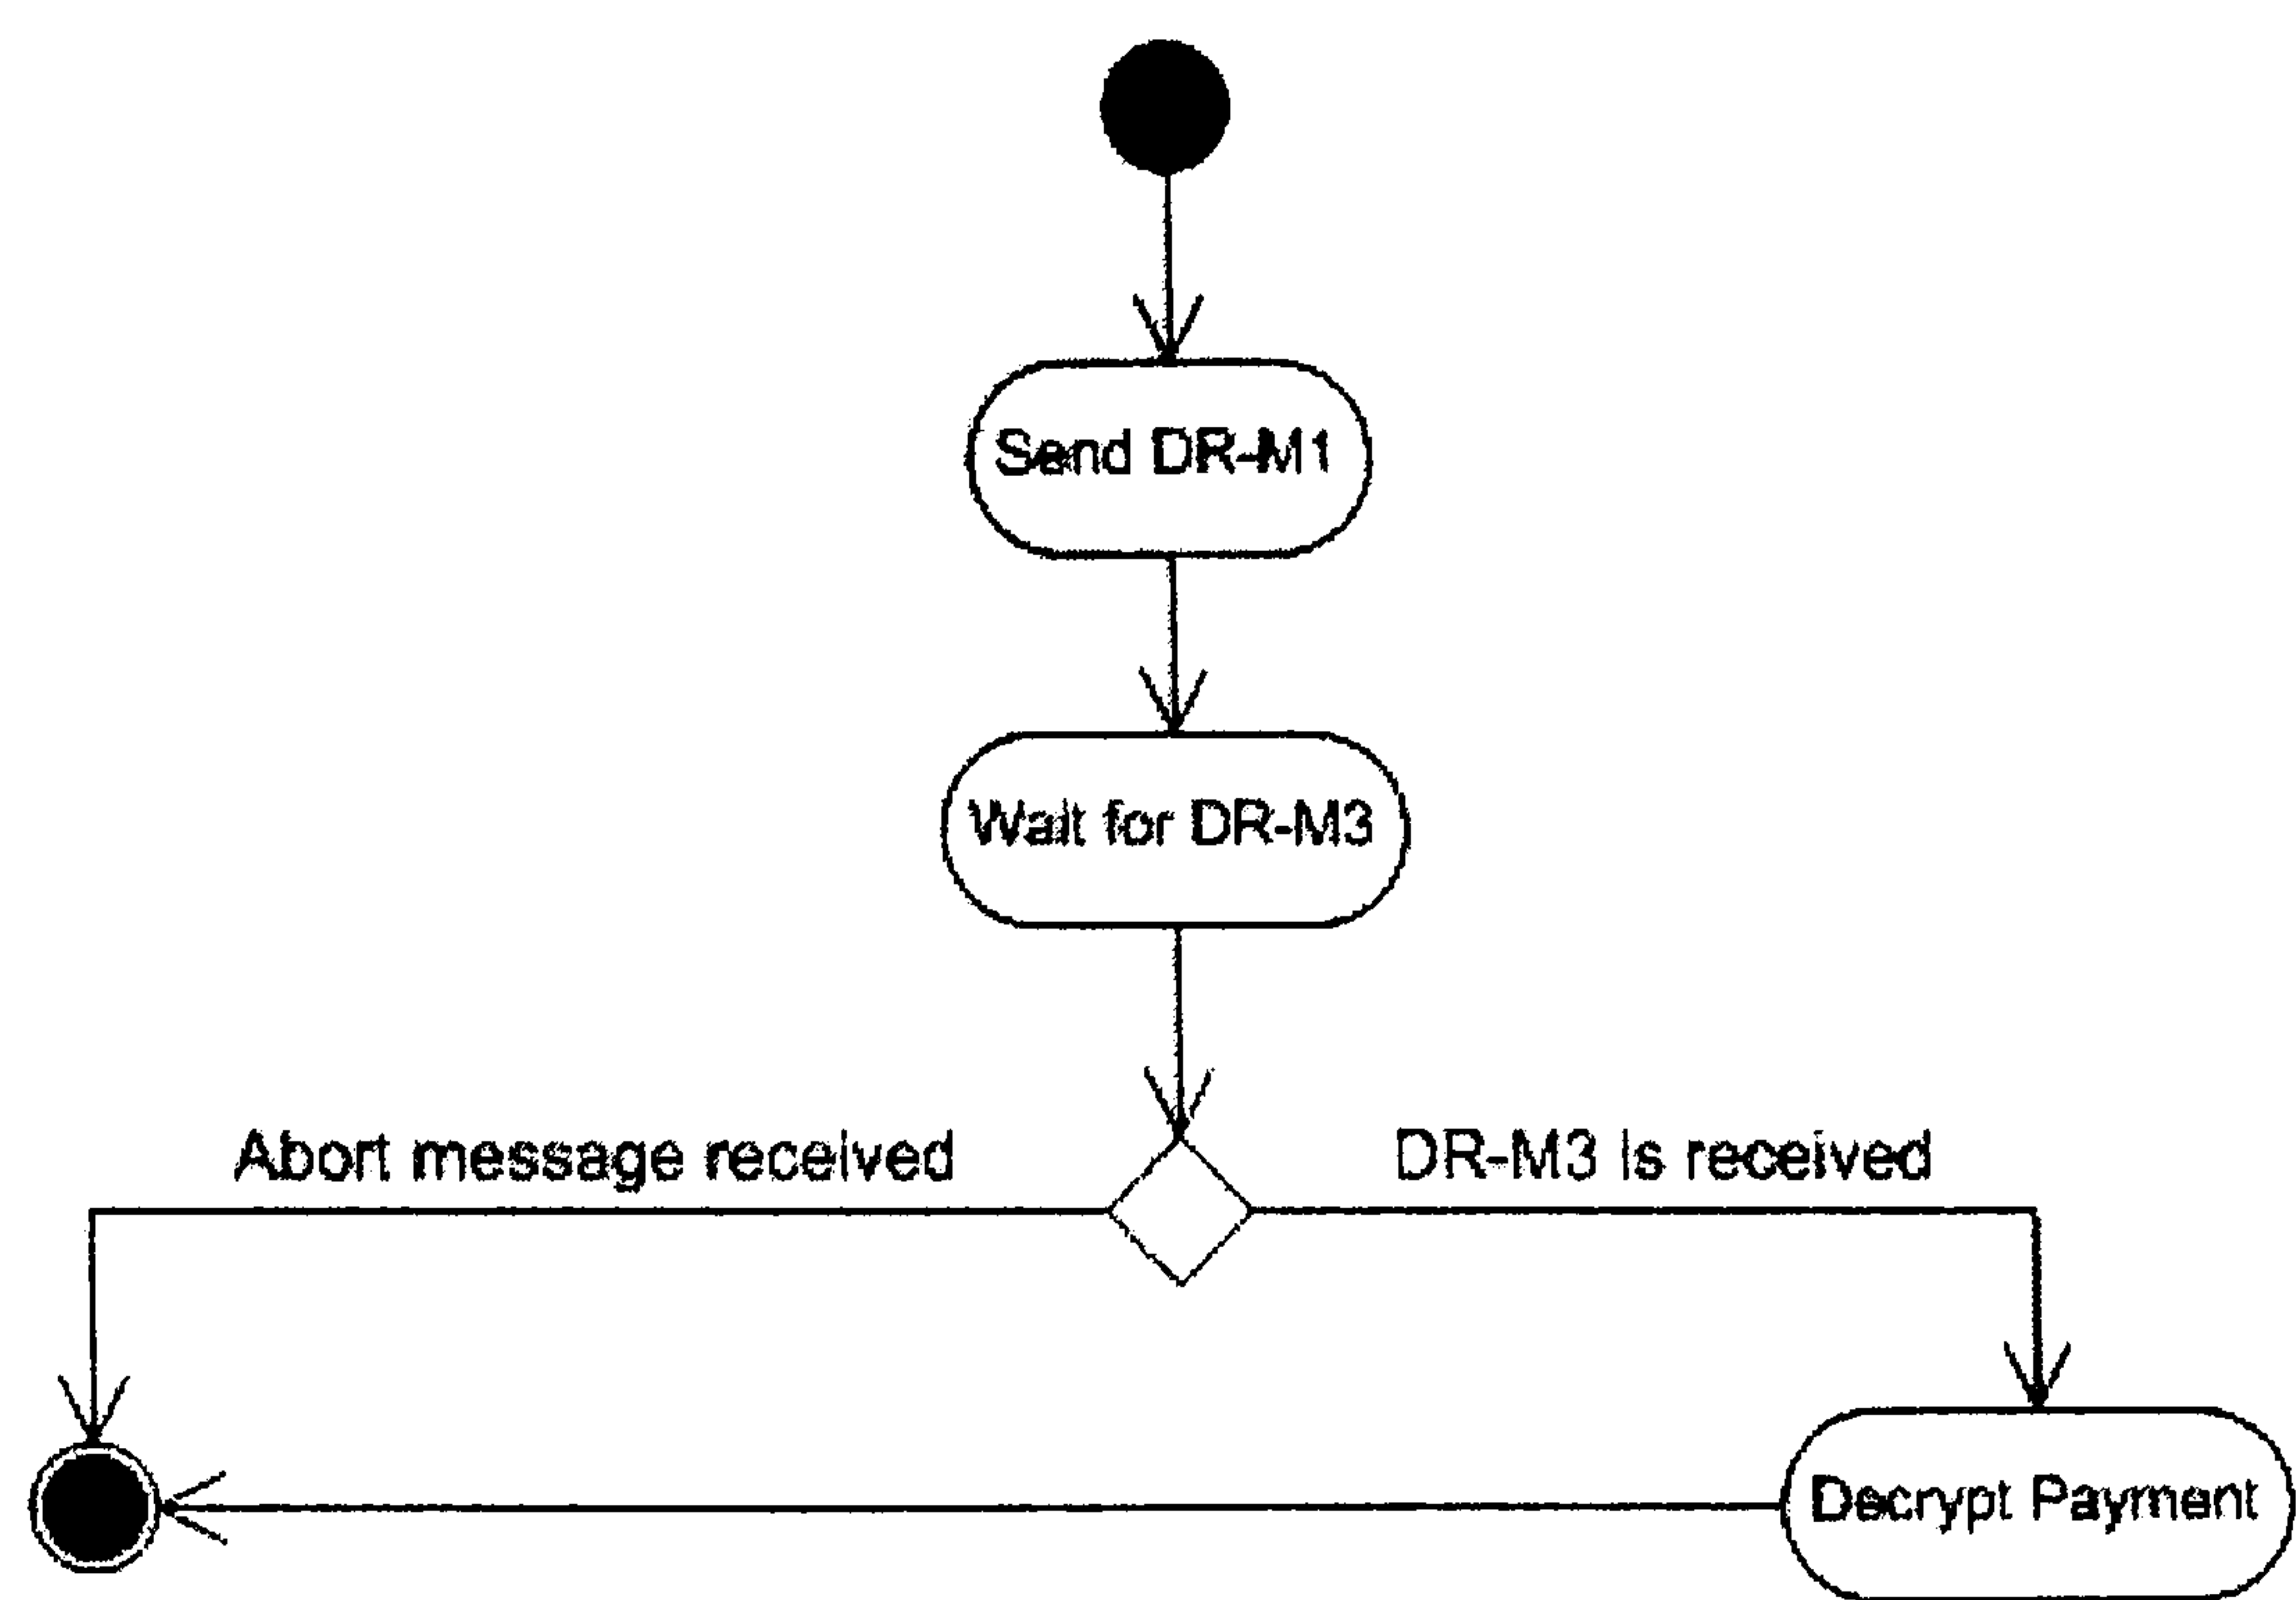 Send DR-M1
Wait for DR-M3
Abort message received
DR-M3 is received
Decrypt Payment